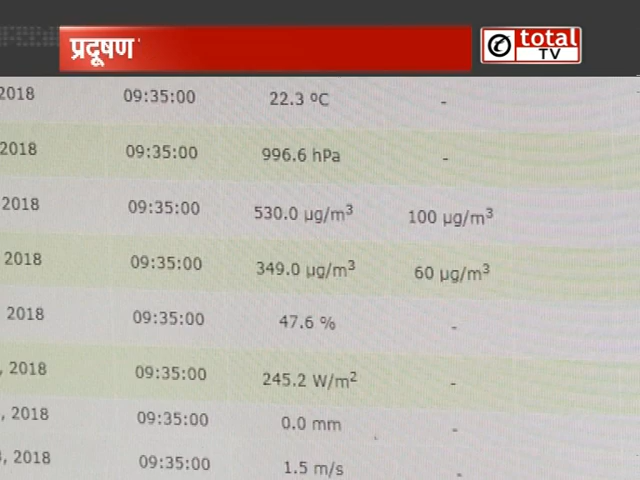 प्रदूषण
total
TV
2018 09:35:00 22.3 ºC -
2018 09:35:00 996.6 hPa -
2018 09:35:00 530.0 µg/m³ 100 µg/m³
2018 09:35:00 349.0 µg/m³ 60 µg/m³
2018 09:35:00 47.6 % -
, 2018 09:35:00 245.2 W/m² -
, 2018 09:35:00 0.0 mm -
, 2018 09:35:00 1.5 m/s -